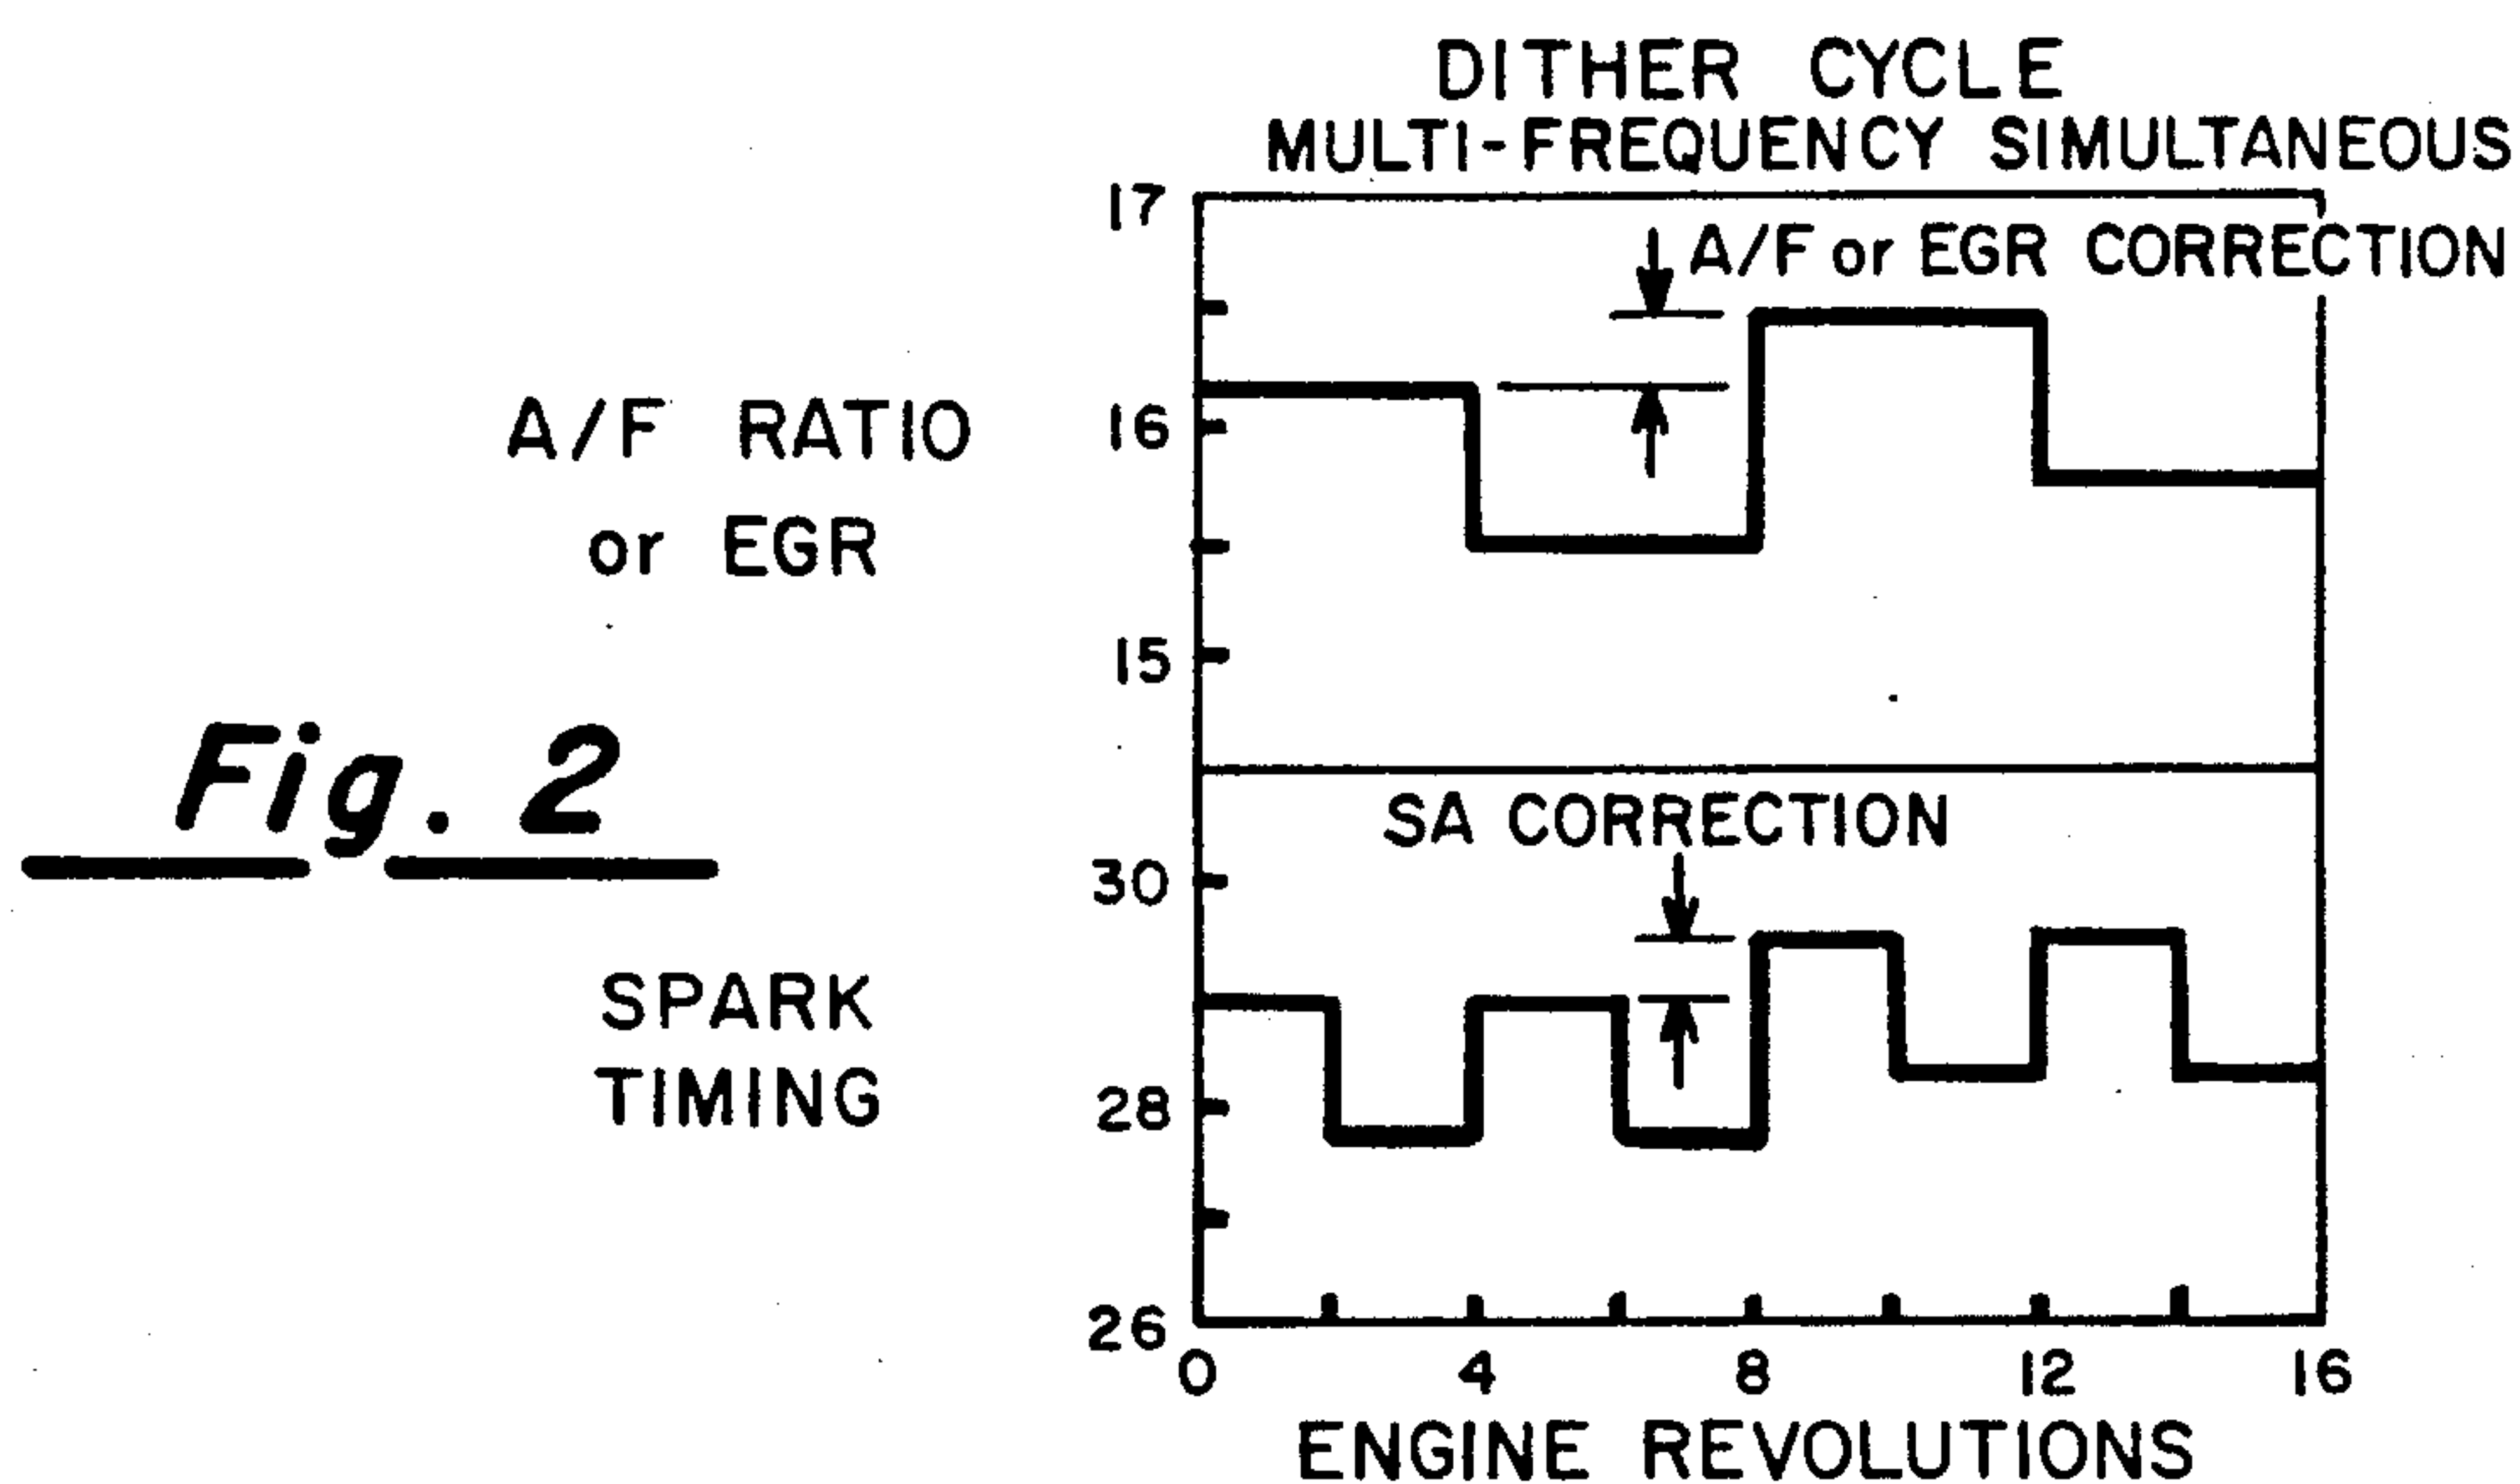 DITHER CYCLE
MULTI-FREQUENCY SIMULTANEOUS
17
A/F or EGR CORRECTION
A/F RATIO
or EGR
16
15
Fig. 2
SA CORRECTION
30
SPARK
TIMING
28
26
0 4 8 12 16
ENGINE REVOLUTIONS